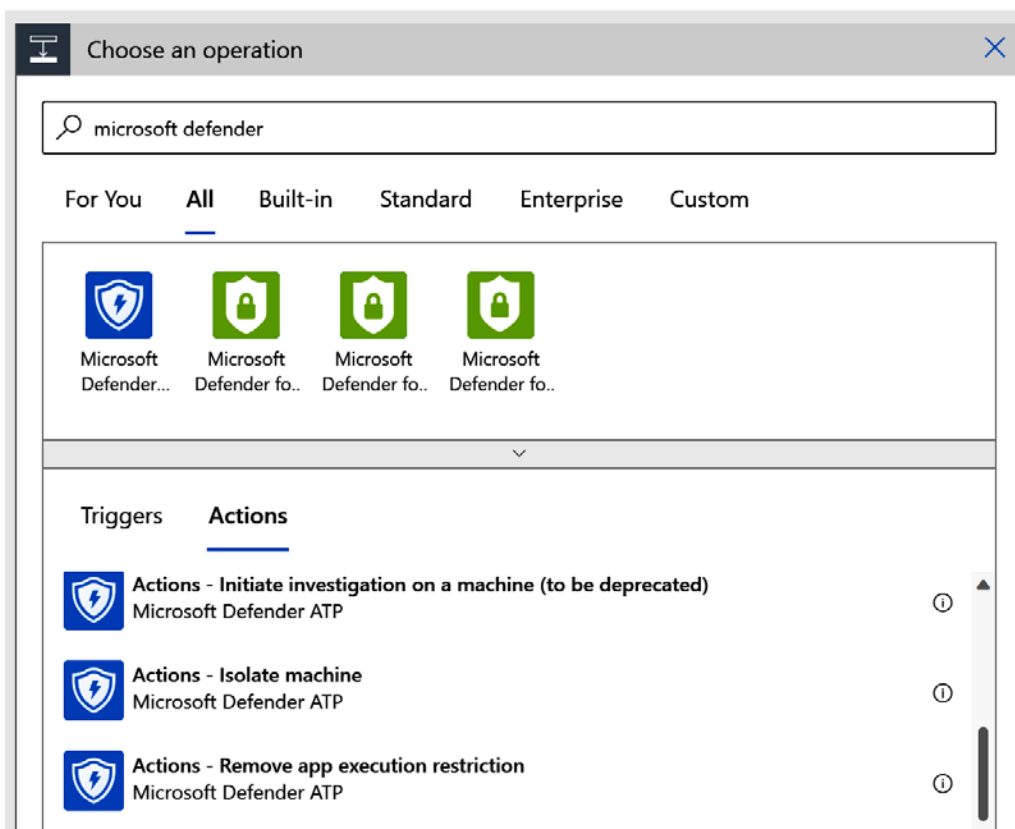 Choose an operation
microsoft defender
For You All Built-in Standard Enterprise Custom
Microsoft Microsoft Microsoft Microsoft
Defender... Defender fo.. Defender fo.. Defender fo..
Triggers Actions
Actions - Initiate investigation on a machine (to be deprecated)
Microsoft Defender ATP
Actions - Isolate machine
Microsoft Defender ATP
Actions - Remove app execution restriction
Microsoft Defender ATP